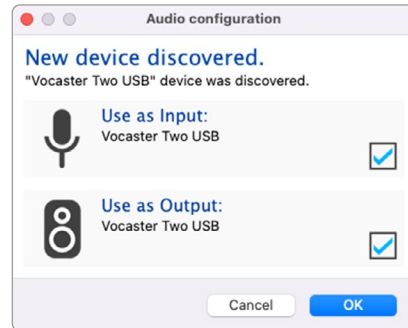 Audio configuration
New device discovered.
"Vocaster Two USB" device was discovered.
Use as Input:
Vocaster Two USB
Use as Output:
Vocaster Two USB
Cancel
OK